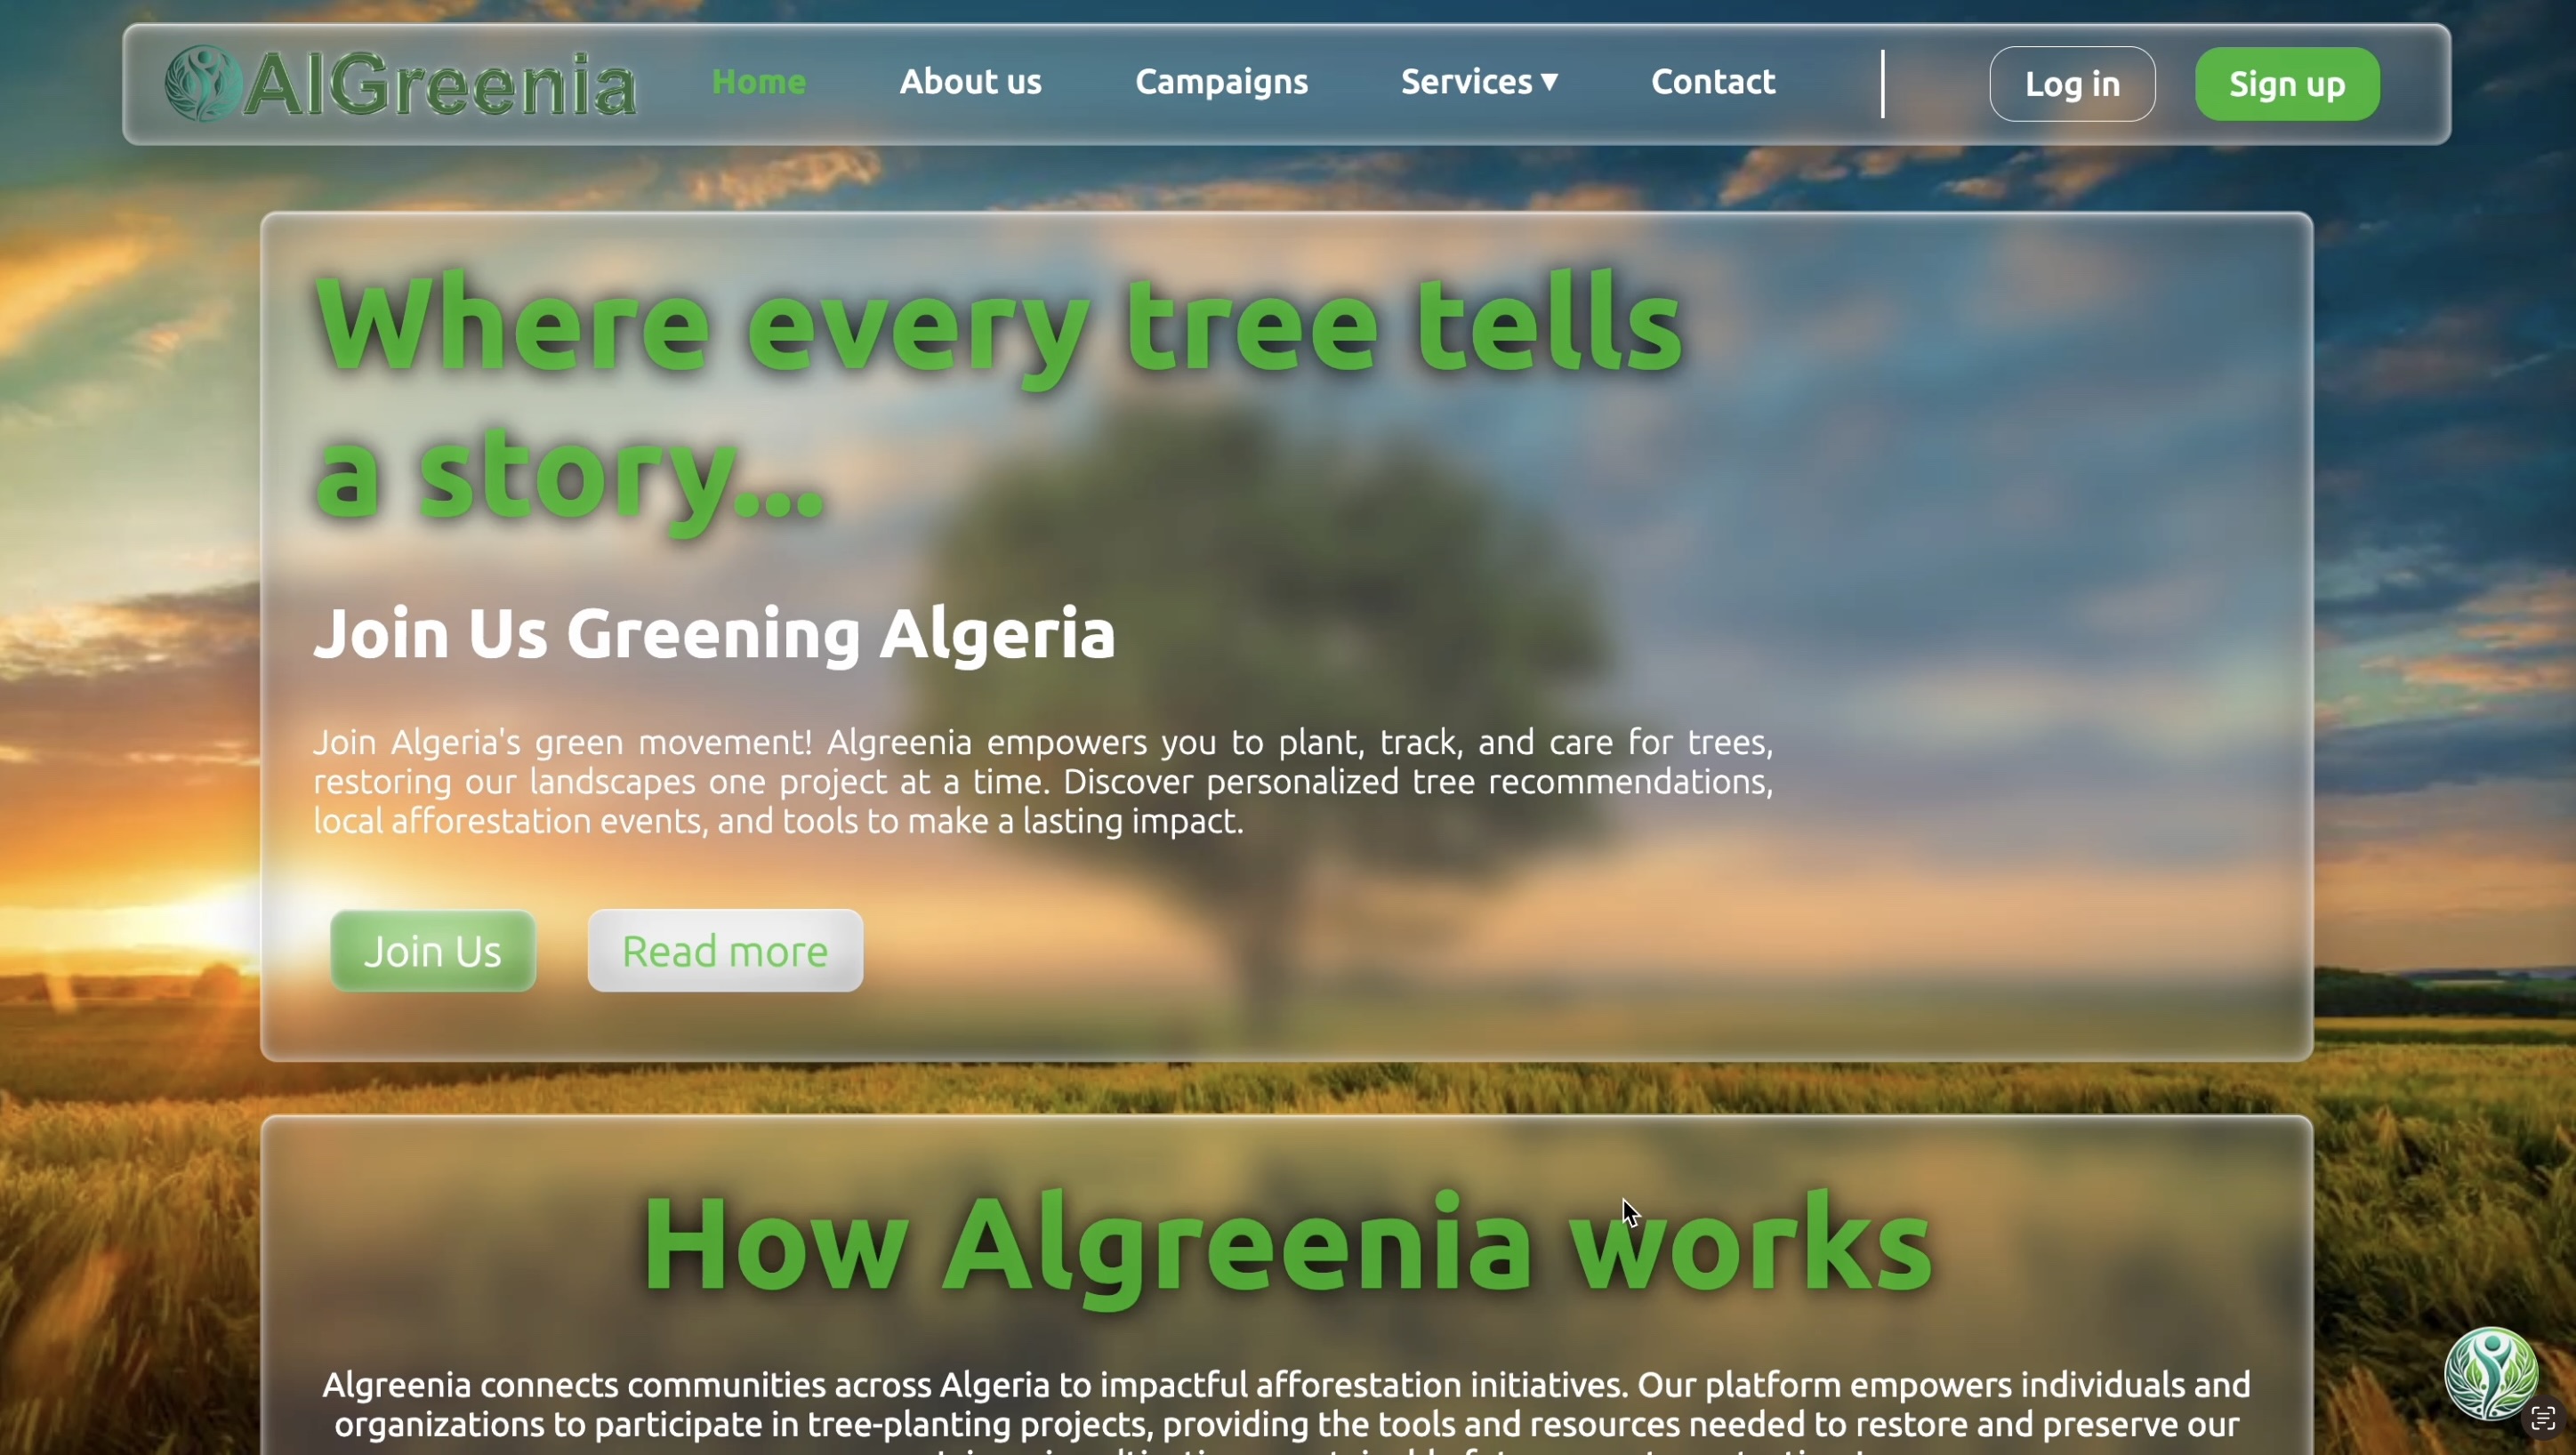 AlGreenia
Home
About us
Campaigns
Services ▼
Contact
Log in
Sign up
Where every tree tells
a story...
Join Us Greening Algeria
Join Algeria's green movement! Algreenia empowers you to plant, track, and care for trees,
restoring our landscapes one project at a time. Discover personalized tree recommendations,
local afforestation events, and tools to make a lasting impact.
Join Us
Read more
How Algreenia works
Algreenia connects communities across Algeria to impactful afforestation initiatives. Our platform empowers individuals and
organizations to participate in tree-planting projects, providing the tools and resources needed to restore and preserve our